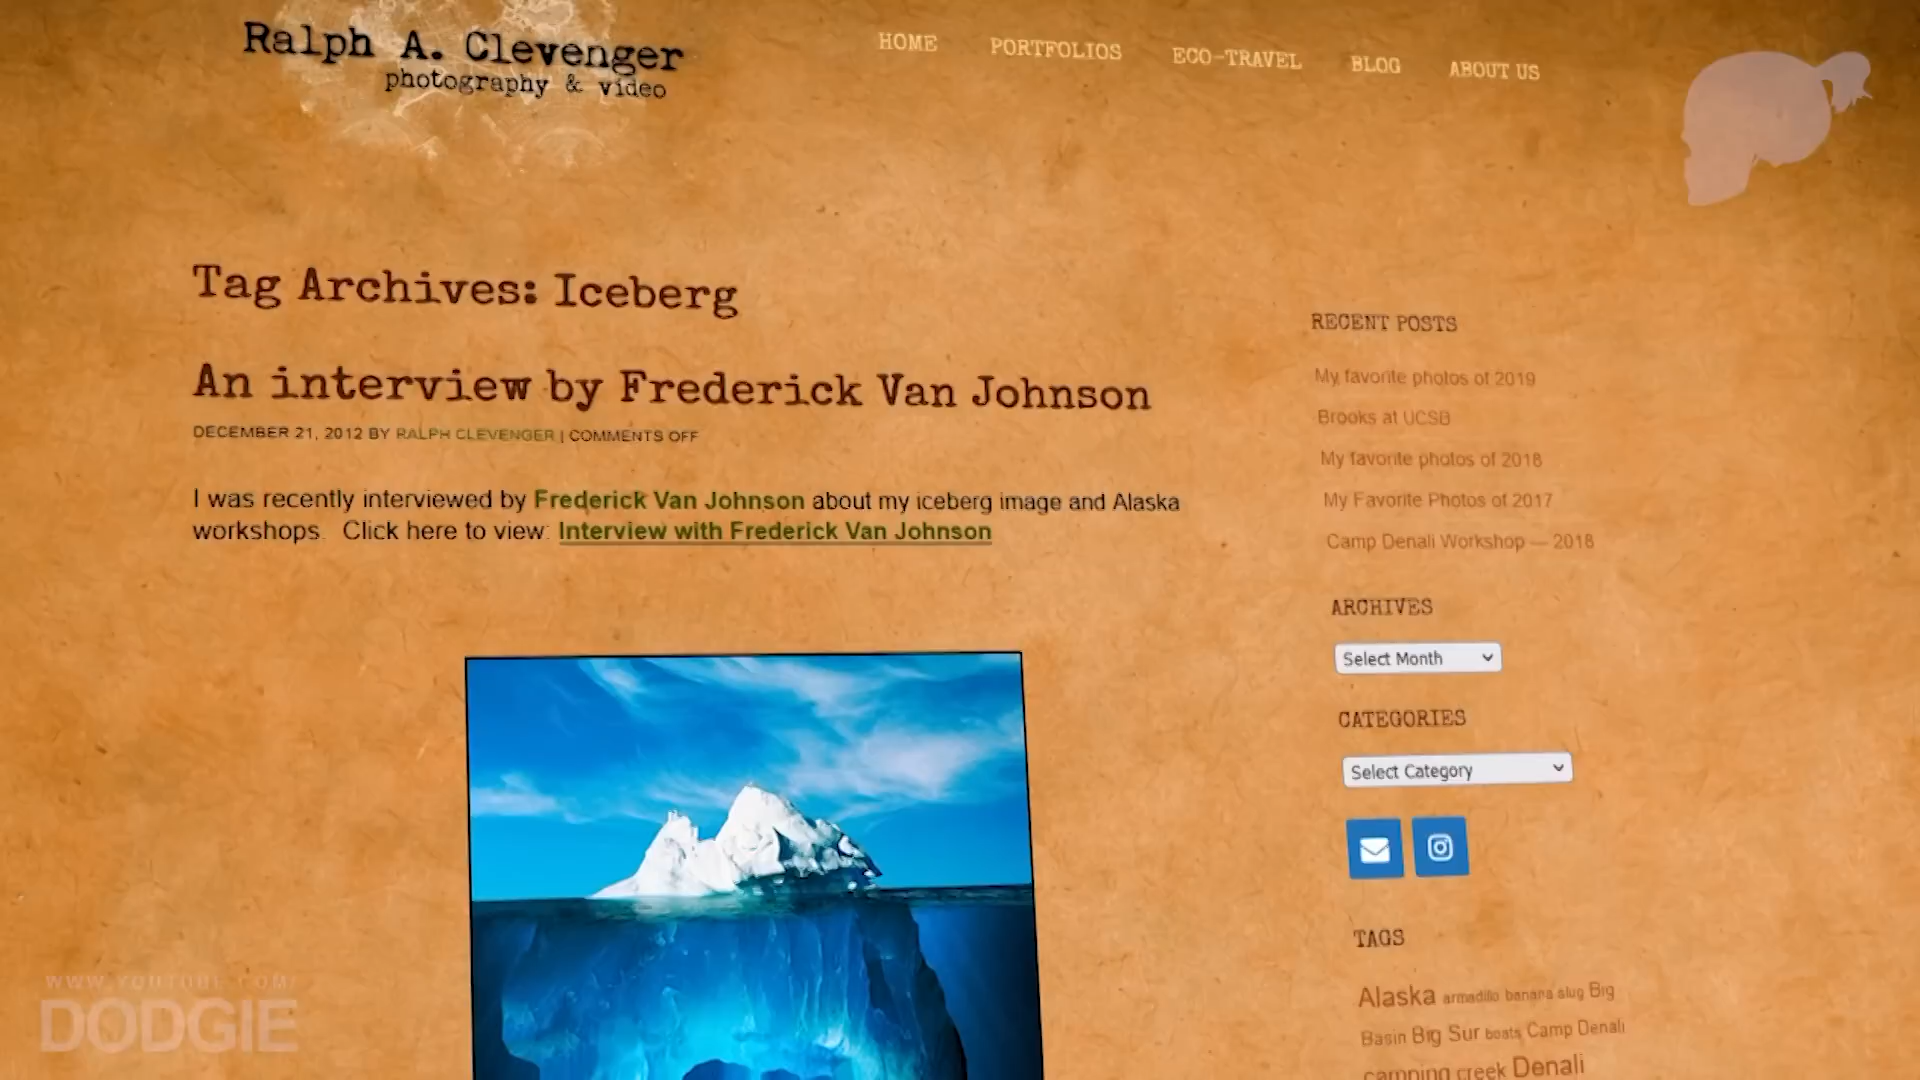 Ralph A. Clevenger
photography & video
HOME PORTFOLIOS ECO-TRAVEL BLOG ABOUT US
Tag Archives: Iceberg
An interview by Frederick Van Johnson
DECEMBER 21, 2012 BY RALPH CLEVENGER | COMMENTS OFF
I was recently interviewed by Frederick Van Johnson about my iceberg image and Alaska
workshops. Click here to view: Interview with Frederick Van Johnson
RECENT POSTS
My favorite photos of 2019
Brooks at UCSB
My favorite photos of 2018
My Favorite Photos of 2017
Camp Denali Workshop — 2018
ARCHIVES
Select Month
CATEGORIES
Select Category
TAGS
Alaska armadillo banana slug Big
Basin Big Sur boats Camp Denali
camping creek Denali
WWW.YOUTUBE.COM/
DODGIE